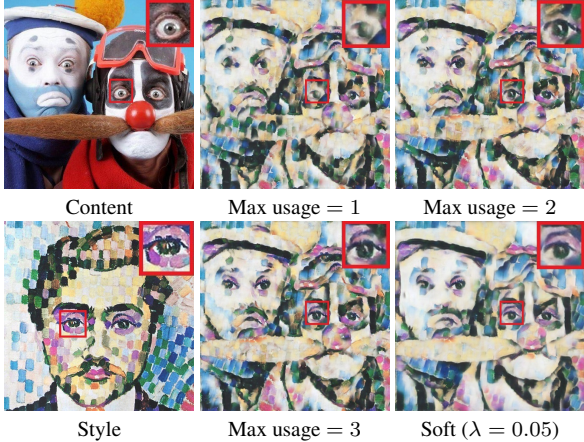 Content
Max usage = 1
Max usage = 2
Style
Max usage = 3
Soft (λ = 0.05)